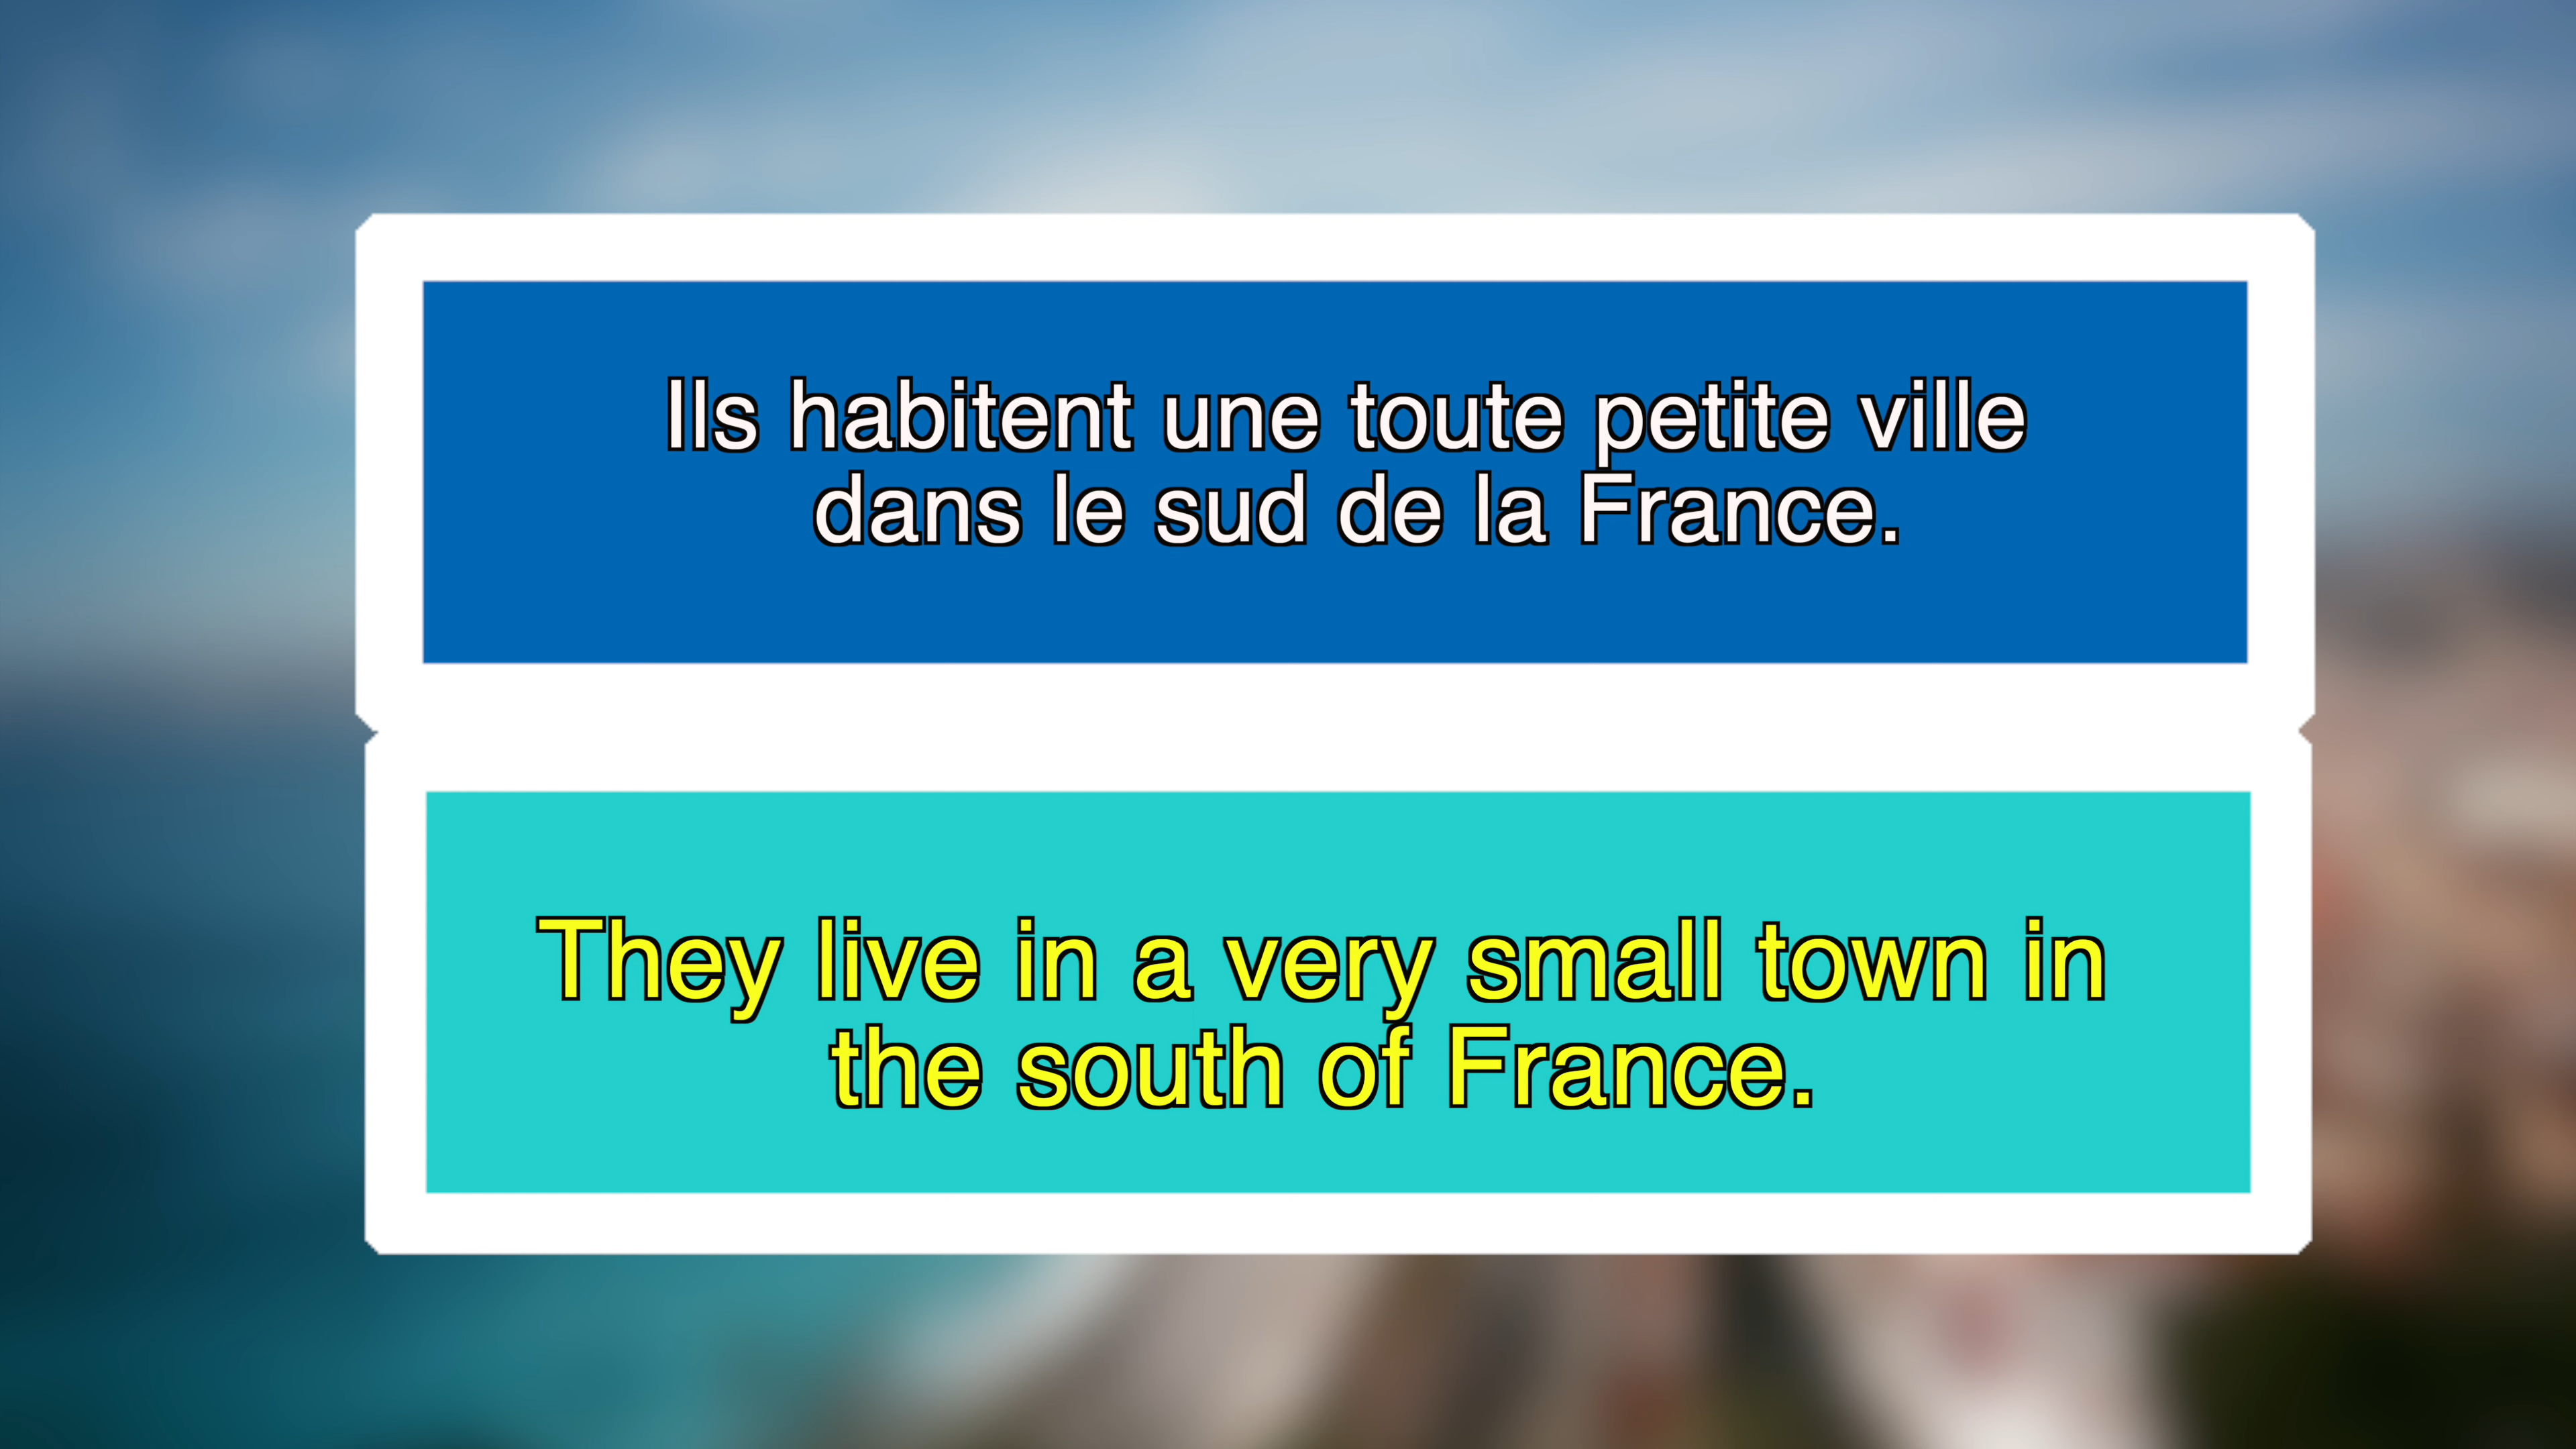 Ils habitent une toute petite ville
dans le sud de la France.
They live in a very small town in
the south of France.